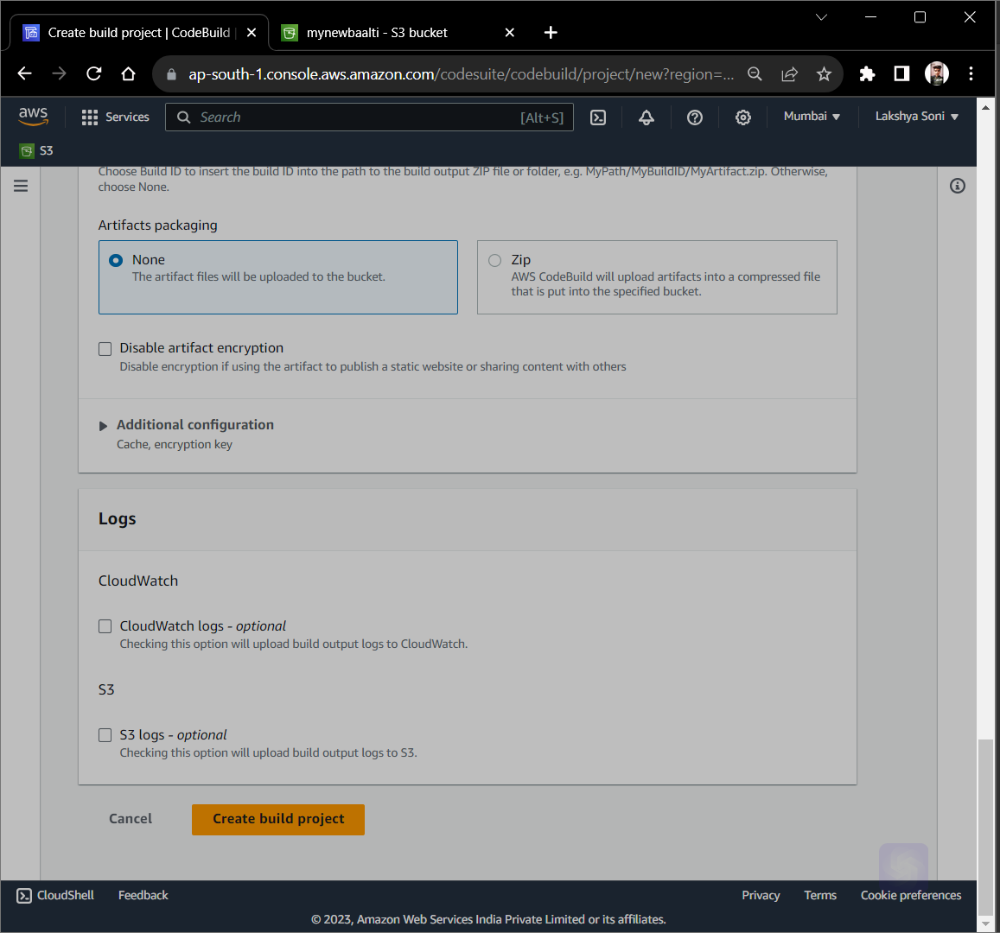 Create build project | CodeBuild
mynewbaalti - S3 bucket
ap-south-1.console.aws.amazon.com/codesuite/codebuild/project/new?region=...
aws
Services
Search
[Alt+S]
Mumbai
Lakshya Soni
S3
Choose Build ID to insert the build ID into the path to the build output ZIP file or folder, e.g. MyPath/MyBuildID/MyArtifact.zip. Otherwise,
choose None.
Artifacts packaging
None
The artifact files will be uploaded to the bucket.
Zip
AWS CodeBuild will upload artifacts into a compressed file
that is put into the specified bucket.
Disable artifact encryption
Disable encryption if using the artifact to publish a static website or sharing content with others
Additional configuration
Cache, encryption key
Logs
CloudWatch
CloudWatch logs - optional
Checking this option will upload build output logs to CloudWatch.
S3
S3 logs - optional
Checking this option will upload build output logs to S3.
Cancel
Create build project
CloudShell
Feedback
Privacy
Terms
Cookie preferences
© 2023, Amazon Web Services India Private Limited or its affiliates.